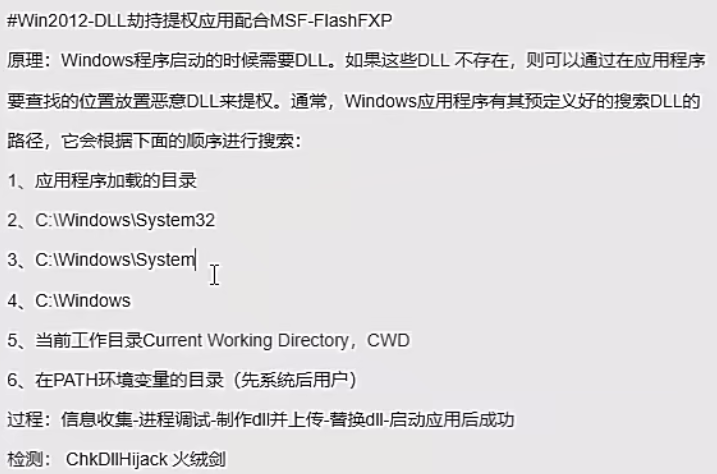 #Win2012-DLL劫持提权应用配合MSF-FlashFXP
原理：Windows程序启动的时候需要DLL。如果这些DLL 不存在，则可以通过在应用程序
要查找的位置放置恶意DLL来提权。通常，Windows应用程序有其预定义好的搜索DLL的
路径，它会根据下面的顺序进行搜索：
1、应用程序加载的目录
2、C:\Windows\System32
3、C:\Windows\System
4、C:\Windows
5、当前工作目录Current Working Directory，CWD
6、在PATH环境变量的目录（先系统后用户）
过程：信息收集-进程调试-制作dll并上传-替换dll-启动应用后成功
检测： ChkDllHijack 火绒剑